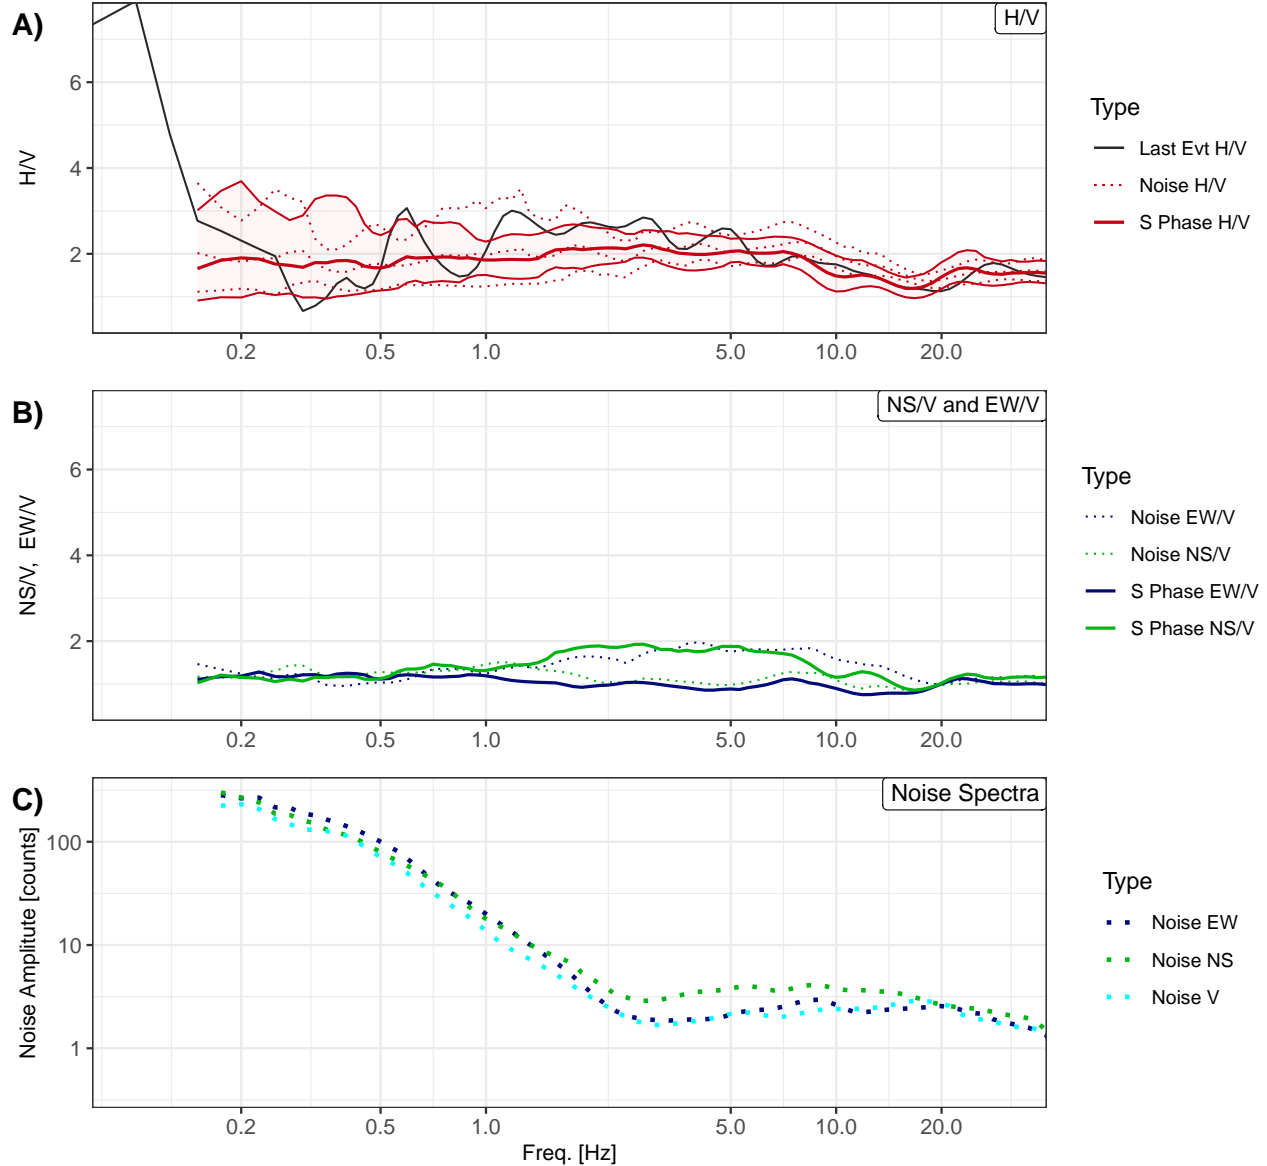 A)
H/V
6
4
2
H/V
0.2 0.5 1.0 5.0 10.0 20.0
Type
Last Evt H/V
Noise H/V
S Phase H/V
B)
NS/V and EW/V
6
4
2
NS/V, EW/V
0.2 0.5 1.0 5.0 10.0 20.0
Type
Noise EW/V
Noise NS/V
S Phase EW/V
S Phase NS/V
C)
Noise Spectra
100
10
1
Noise Amplitute [counts]
0.2 0.5 1.0 5.0 10.0 20.0
Freq. [Hz]
Type
Noise EW
Noise NS
Noise V